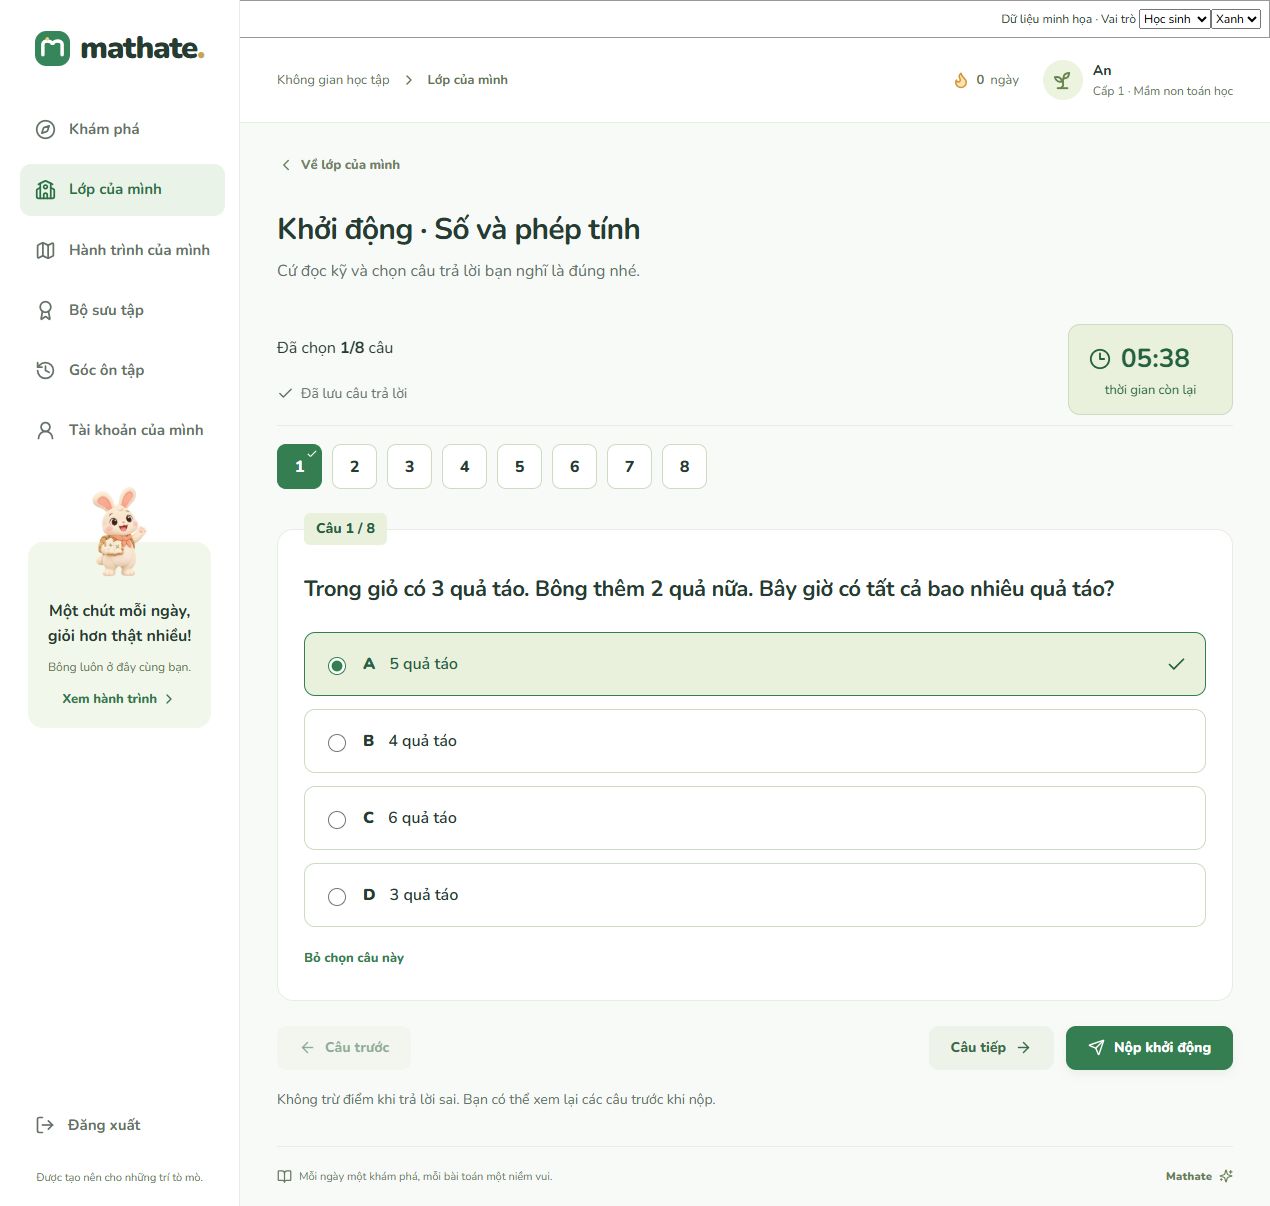 mathate.
Dữ liệu minh họa · Vai trò Học sinh Xanh
Không gian học tập > Lớp của mình
0 ngày
An
Cấp 1 · Mầm non toán học
Khám phá
Lớp của mình
Hành trình của mình
Bộ sưu tập
Góc ôn tập
Tài khoản của mình
Một chút mỗi ngày,
giỏi hơn thật nhiều!
Bông luôn ở đây cùng bạn.
Xem hành trình
Đăng xuất
Được tạo nên cho những trí tò mò.
Về lớp của mình
Khởi động · Số và phép tính
Cứ đọc kỹ và chọn câu trả lời bạn nghĩ là đúng nhé.
Đã chọn 1/8 câu
Đã lưu câu trả lời
05:38
thời gian còn lại
1 2 3 4 5 6 7 8
Câu 1 / 8
Trong giỏ có 3 quả táo. Bông thêm 2 quả nữa. Bây giờ có tất cả bao nhiêu quả táo?
A 5 quả táo
B 4 quả táo
C 6 quả táo
D 3 quả táo
Bỏ chọn câu này
Câu trước
Câu tiếp
Nộp khởi động
Không trừ điểm khi trả lời sai. Bạn có thể xem lại các câu trước khi nộp.
Mỗi ngày một khám phá, mỗi bài toán một niềm vui.
Mathate